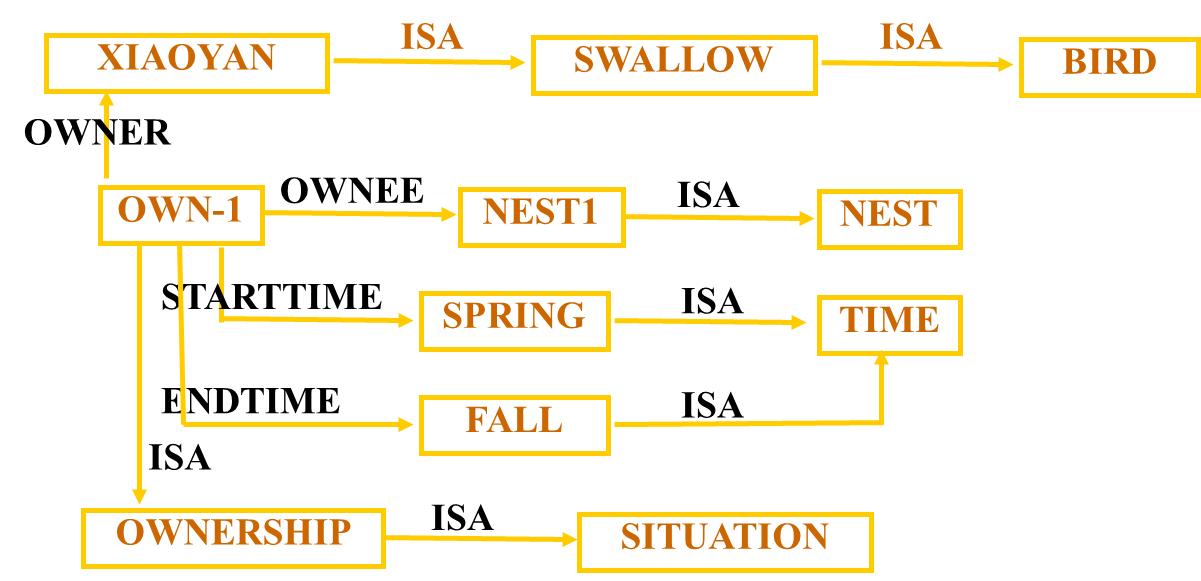 ISA ISA
XIAOYAN SWALLOW BIRD
OWNER
OWNEE ISA
OWN-1 NEST1 NEST
STARTTIME ISA
SPRING TIME
ENDTIME ISA
FALL
ISA
OWNERSHIP ISA SITUATION